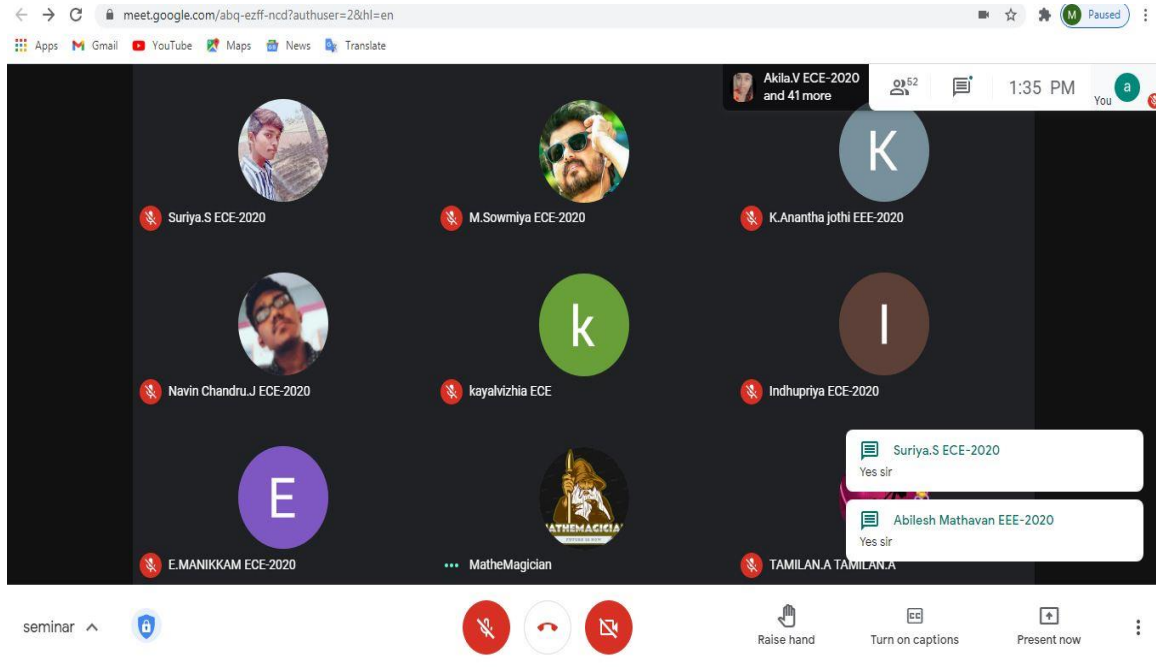 meet.google.com/abq-ezff-ncd?authuser=2&hl=en
M Paused
Apps Gmail YouTube Maps News Translate
Akila.V ECE-2020
and 41 more
52
1:35 PM
You
a
K
Suriya.S ECE-2020
M.Sowmiya ECE-2020
K.Anantha jothi EEE-2020
k
I
Navin Chandru.J ECE-2020
kayalvizhia ECE
Indhupriya ECE-2020
Suriya.S ECE-2020
Yes sir
E
MATHEMAGICIA
Abilesh Mathavan EEE-2020
Yes sir
E.MANIKKAM ECE-2020
MatheMagician
TAMILAN.A TAMILAN.A
seminar
Raise hand
CC
Turn on captions
Present now